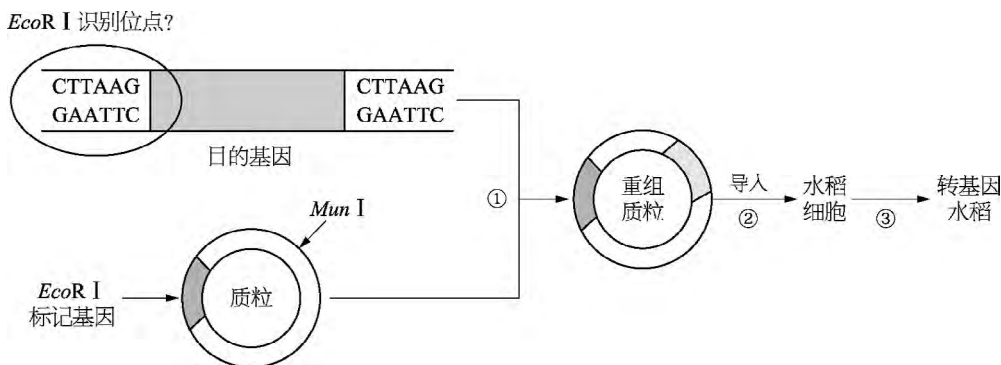 EcoR Ⅰ 识别位点?
CTTAAG
GAATTC
CTTAAG
GAATTC
目的基因
①
Mun Ⅰ
EcoR Ⅰ
标记基因
质粒
重组
质粒
导入
②
水稻
细胞
③
转基因
水稻